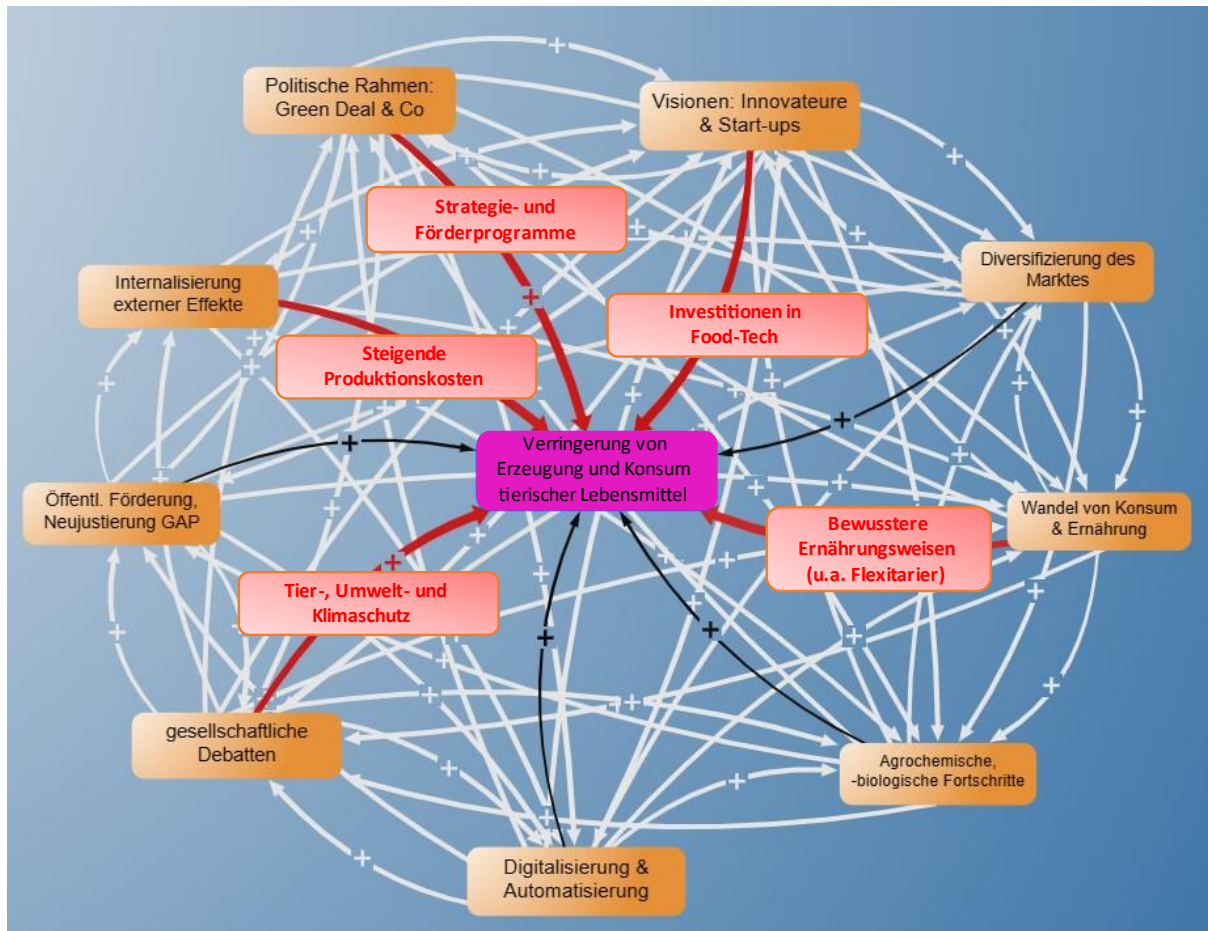 Politische Rahmen:
Green Deal & Co
Visionen: Innovateure
& Start-ups
Strategie- und
Förderprogramme
Diversifizierung des
Marktes
Internalisierung
externer Effekte
Investitionen in
Food-Tech
Steigende
Produktionskosten
Verringerung von
Erzeugung und Konsum
tierischer Lebensmittel
Öffentl. Förderung,
Neujustierung GAP
Wandel von Konsum
& Ernährung
Bewusstere
Ernährungsweisen
(u.a. Flexitarier)
Tier-, Umwelt- und
Klimaschutz
gesellschaftliche
Debatten
Agrochemische,
-biologische Fortschritte
Digitalisierung &
Automatisierung